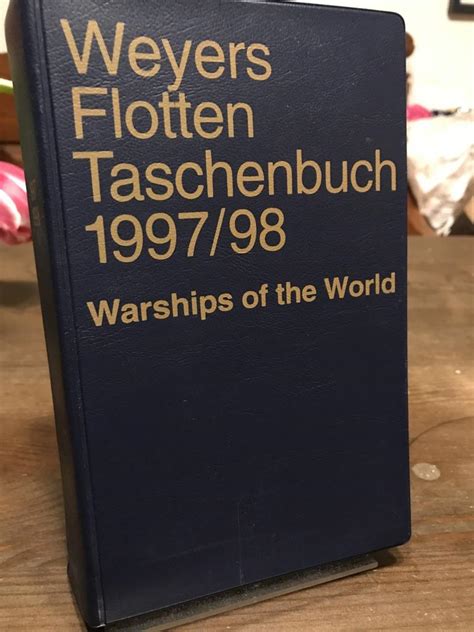 Weyers
Flotten
Taschenbuch
1997/98
Warships of the World